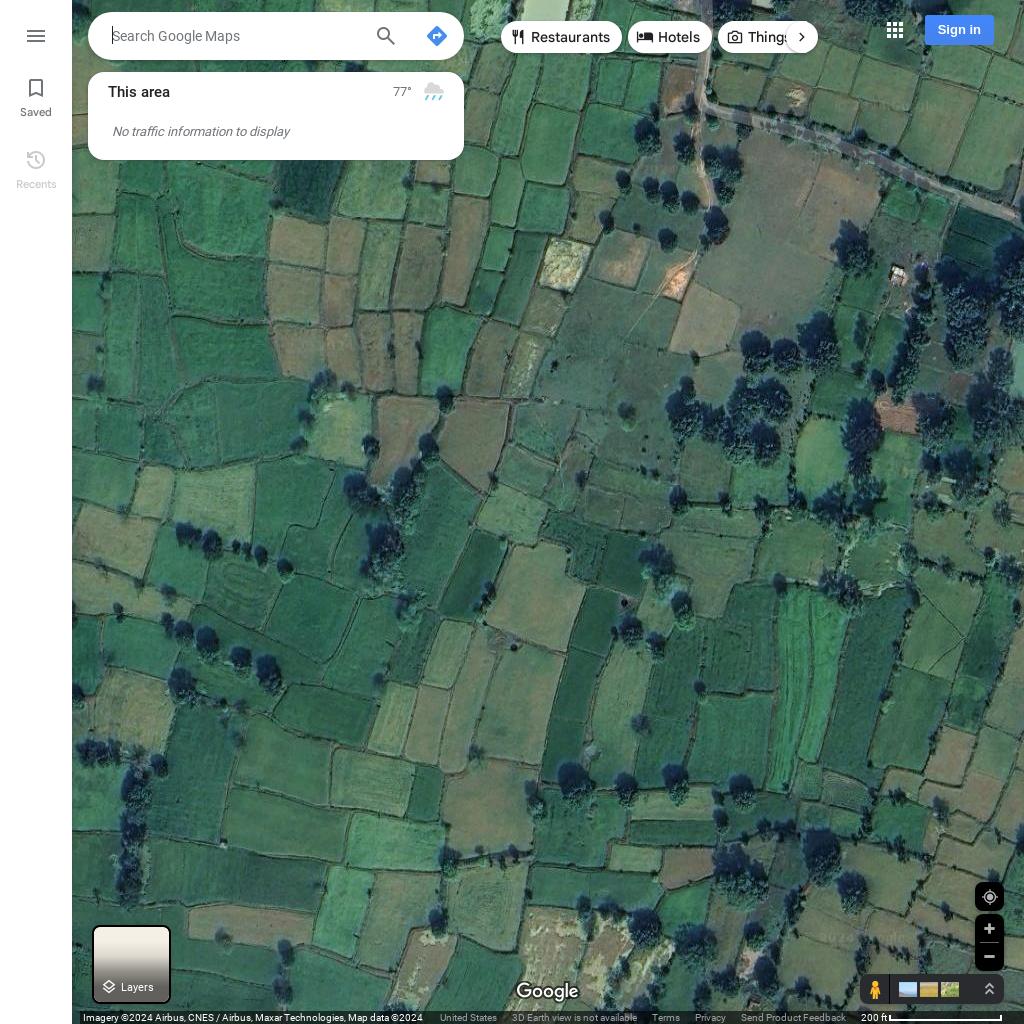 Search Google Maps
Restaurants
Hotels
Things
Sign in
Saved
This area
77°
No traffic information to display
Recents
Layers
Google
Imagery ©2024 Airbus, CNES / Airbus, Maxar Technologies, Map data ©2024
United States
3D Earth view is not available
Terms
Privacy
Send Product Feedback
200 ft